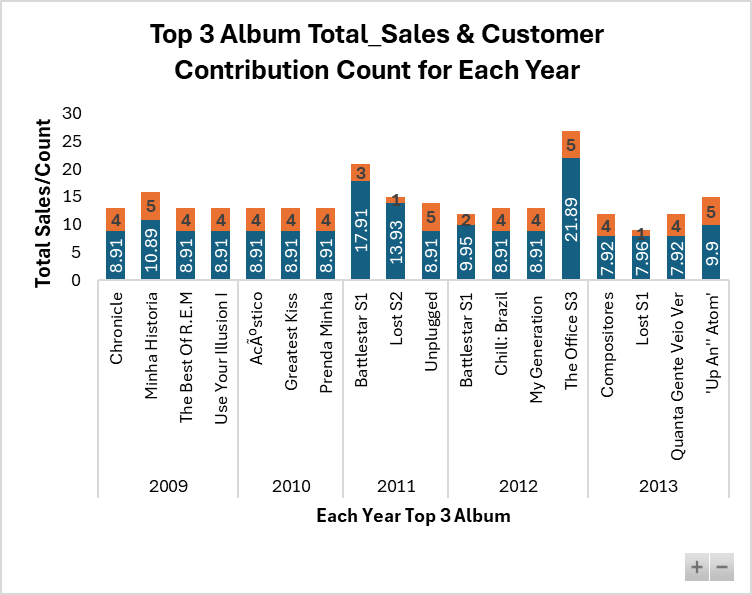 Top 3 Album Total_Sales & Customer
Contribution Count for Each Year
Total Sales/Count
30
25
20
15
10
5
0
4
5
4
4
4
4
4
3
1
5
2
4
4
5
4
1
4
5
8.91
10.89
8.91
8.91
8.91
8.91
8.91
17.91
13.93
8.91
9.95
8.91
8.91
21.89
7.92
7.96
7.92
9.9
Chronicle
Minha Historia
The Best Of R.E.M
Use Your Illusion I
AcÃºstico
Greatest Kiss
Prenda Minha
Battlestar S1
Lost S2
Unplugged
Battlestar S1
Chill: Brazil
My Generation
The Office S3
Compositores
Lost S1
Quanta Gente Veio Ver
'Up An'' Atom'
2009
2010
2011
2012
2013
Each Year Top 3 Album
+ −